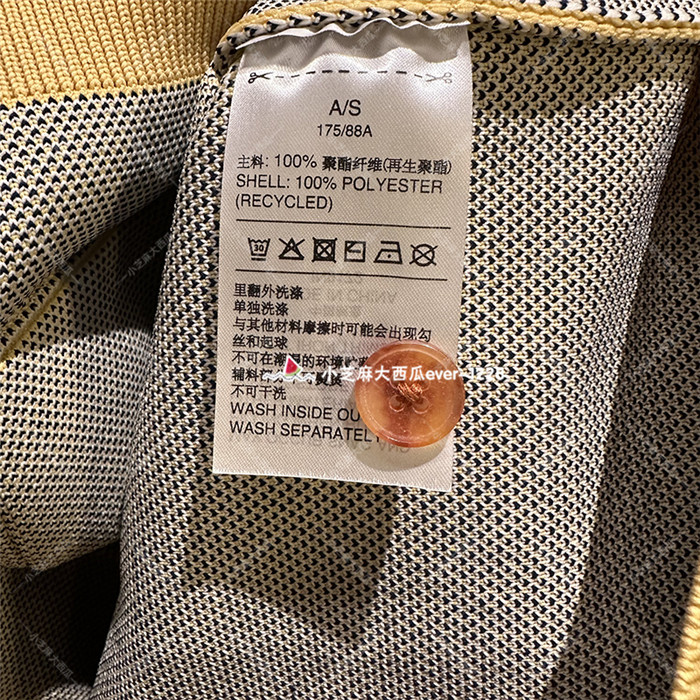 A/S
175/88A
主料: 100% 聚酯纤维(再生聚酯)
SHELL: 100% POLYESTER
(RECYCLED)
30
里翻外洗涤
单独洗涤
与其他材料摩擦时可能会出现勾
丝和起球
不可在潮湿的环境贮
小芝麻大西瓜ever
辅料
不可干洗
WASH INSIDE OU
WASH SEPARATEL